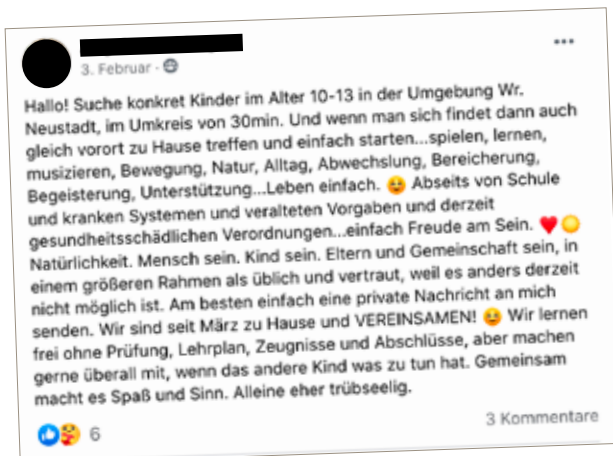 3. Februar ·
Hallo! Suche konkret Kinder im Alter 10-13 in der Umgebung Wr.
Neustadt, im Umkreis von 30min. Und wenn man sich findet dann auch
gleich vorort zu Hause treffen und einfach starten...spielen, lernen,
musizieren, Bewegung, Natur, Alltag, Abwechslung, Bereicherung,
Begeisterung, Unterstützung...Leben einfach. 😆 Abseits von Schule
und kranken Systemen und veralteten Vorgaben und derzeit
gesundheitsschädlichen Verordnungen...einfach Freude am Sein. ❤️🌞
Natürlichkeit. Mensch sein. Kind sein. Eltern und Gemeinschaft sein, in
einem größeren Rahmen als üblich und vertraut, weil es anders derzeit
nicht möglich ist. Am besten einfach eine private Nachricht an mich
senden. Wir sind seit März zu Hause und VEREINSAMEN! 😆 Wir lernen
frei ohne Prüfung, Lehrplan, Zeugnisse und Abschlüsse, aber machen
gerne überall mit, wenn das andere Kind was zu tun hat. Gemeinsam
macht es Spaß und Sinn. Alleine eher trübseelig.
6
3 Kommentare